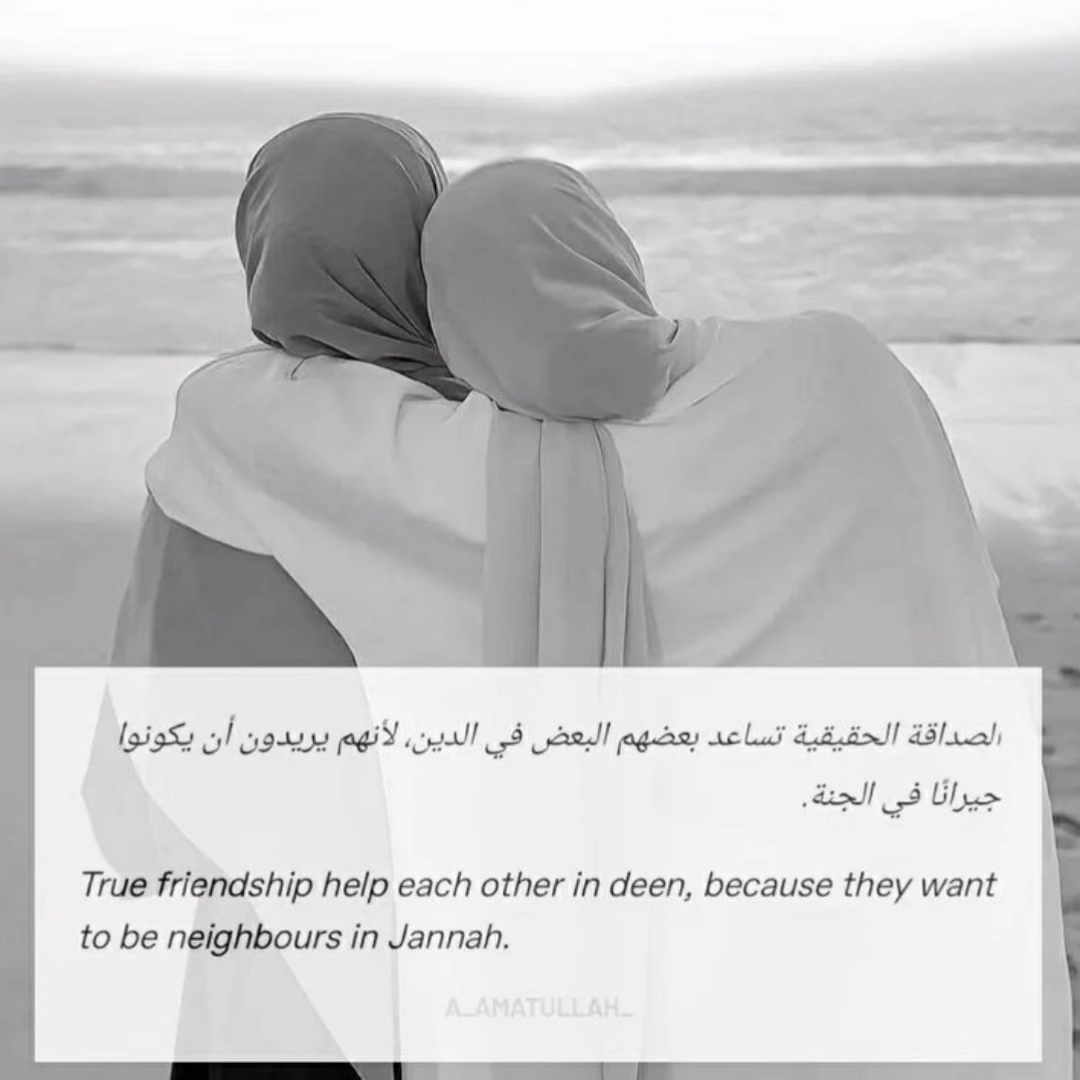 الصداقة الحقيقية تساعد بعضهم البعض في الدين، لأنهم يريدون أن يكونوا
جيرانًا في الجنة.
True friendship help each other in deen, because they want
to be neighbours in Jannah.
A_AMATULLAH_